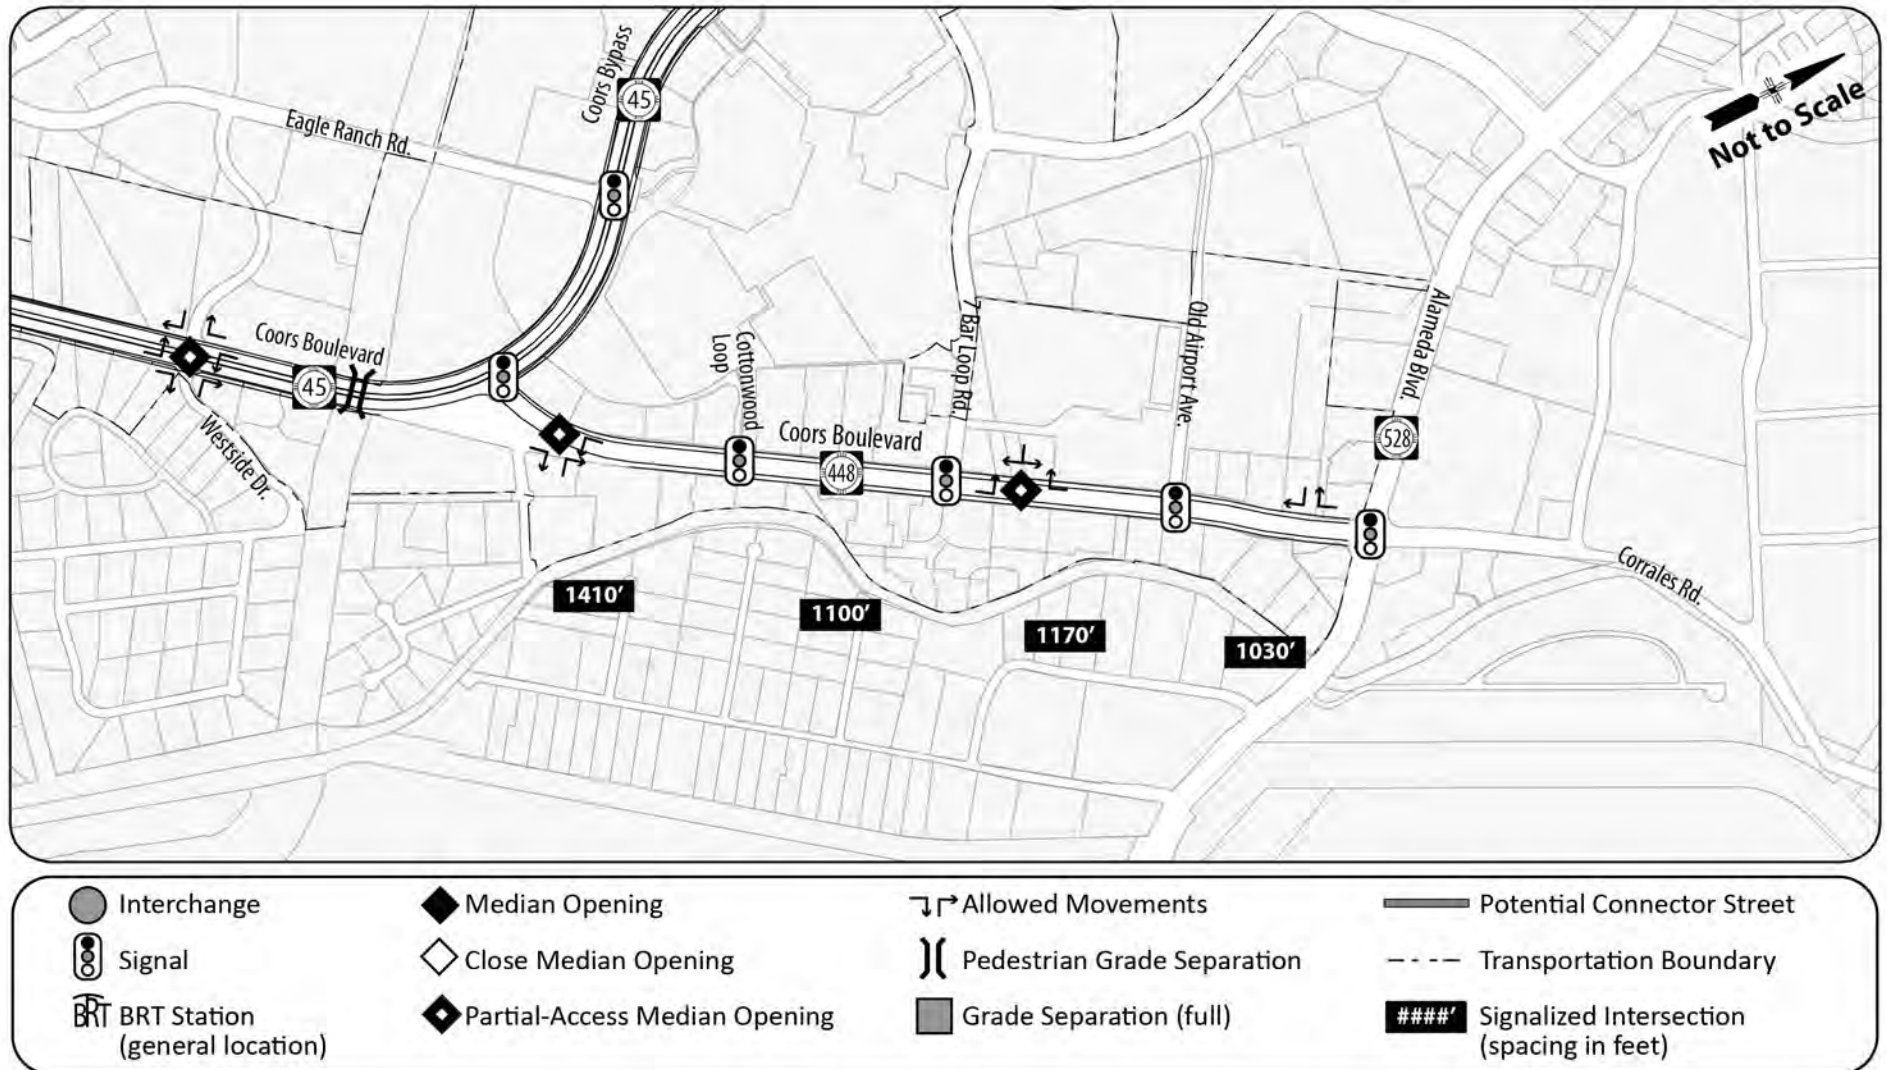 Coors Bypass
45
Not to Scale
Eagle Ranch Rd.
Coors Boulevard
45
Westside Dr.
Cottonwood
Loop
Coors Boulevard
448
7 Bar Loop Rd.
Old Airport Ave.
Alameda Blvd.
528
Corrales Rd.
1410'
1100'
1170'
1030'
Interchange
Signal
BRT
BRT Station
(general location)
Median Opening
Close Median Opening
Partial-Access Median Opening
Allowed Movements
Pedestrian Grade Separation
Grade Separation (full)
Potential Connector Street
Transportation Boundary
####'
Signalized Intersection
(spacing in feet)